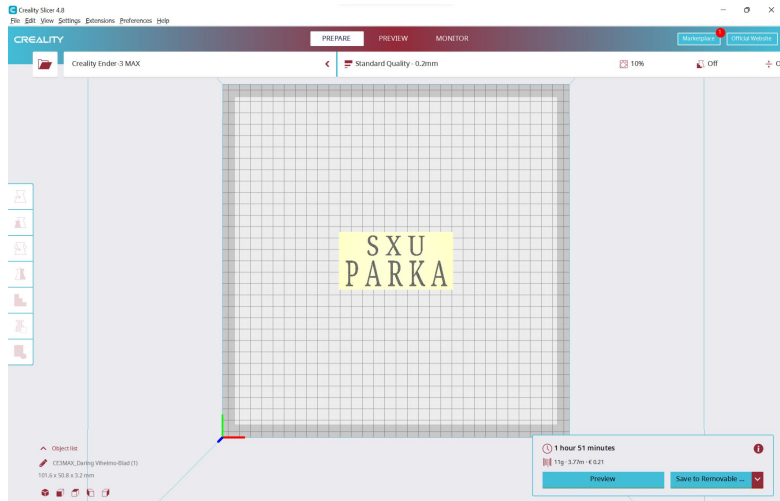 Creality Slicer 4.8
File Edit View Settings Extensions Preferences Help
CREALITY
PREPARE PREVIEW MONITOR
Marketplace 1 Official Website
Creality Ender-3 MAX
Standard Quality - 0.2mm
10%
Off
SXU
PARKA
Object list
CE3MAX_Daring Vihelmo-Blad (1)
101.6 x 50.8 x 3.2 mm
1 hour 51 minutes
11g · 3.77m · € 0.21
Preview
Save to Removable ...